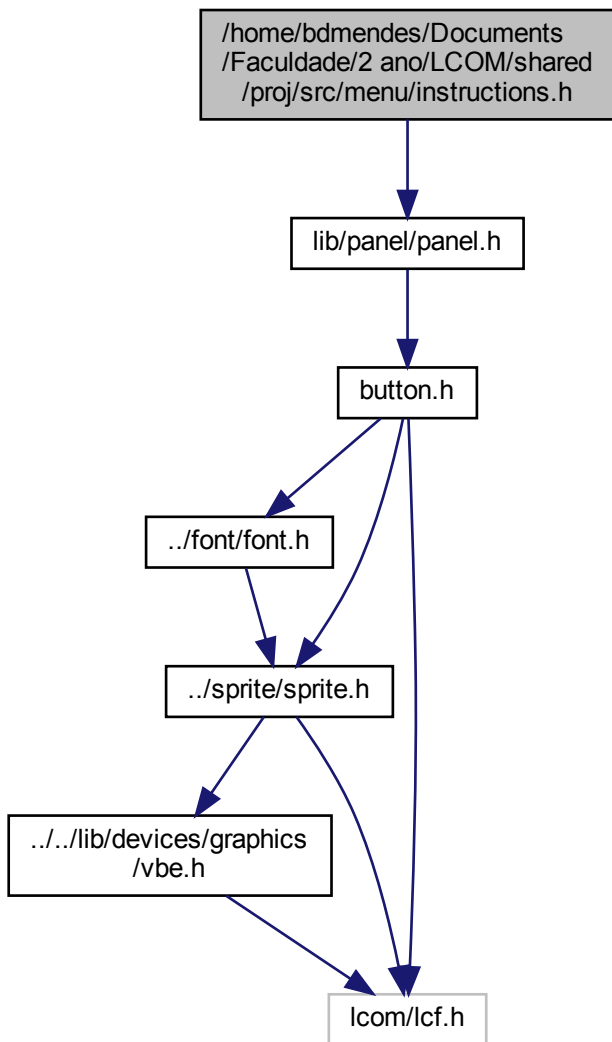 /home/bdmendes/Documents
/Faculdade/2 ano/LCOM/shared
/proj/src/menu/instructions.h
lib/panel/panel.h
button.h
../font/font.h
../sprite/sprite.h
../../lib/devices/graphics
/vbe.h
lcom/lcf.h